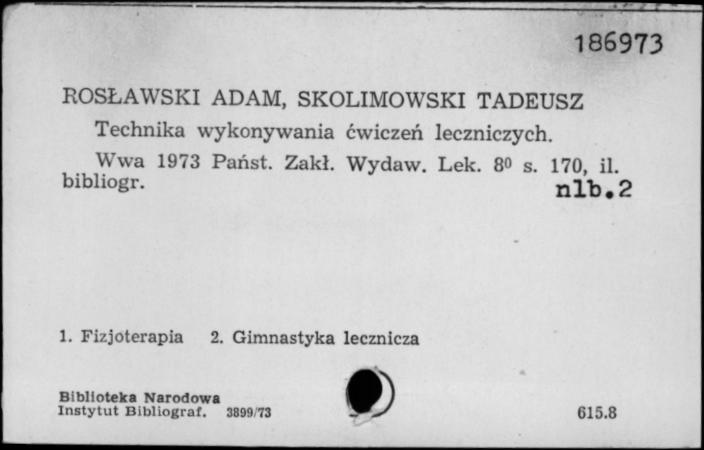 186973
ROSŁAWSKI ADAM, SKOLIMOWSKI TADEUSZ
Technika wykonywania ćwiczeń leczniczych.
Wwa 1973 Państ. Zakł. Wydaw. Lek. 8⁰ s. 170, il.
bibliogr.
nlb.2
1. Fizjoterapia 2. Gimnastyka lecznicza
Biblioteka Narodowa
Instytut Bibliograf. 3899/73
615.8